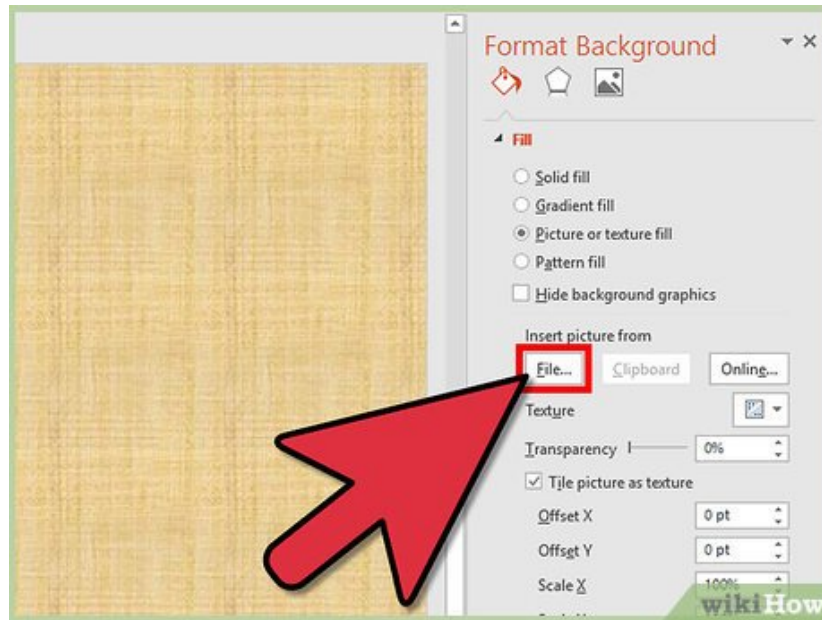 Format Background
Fill
Solid fill
Gradient fill
Picture or texture fill
Pattern fill
Hide background graphics
Insert picture from
File... Clipboard Online...
Texture
Transparency 0%
Tile picture as texture
Offset X 0 pt
Offset Y 0 pt
Scale X 100%
wikiHow